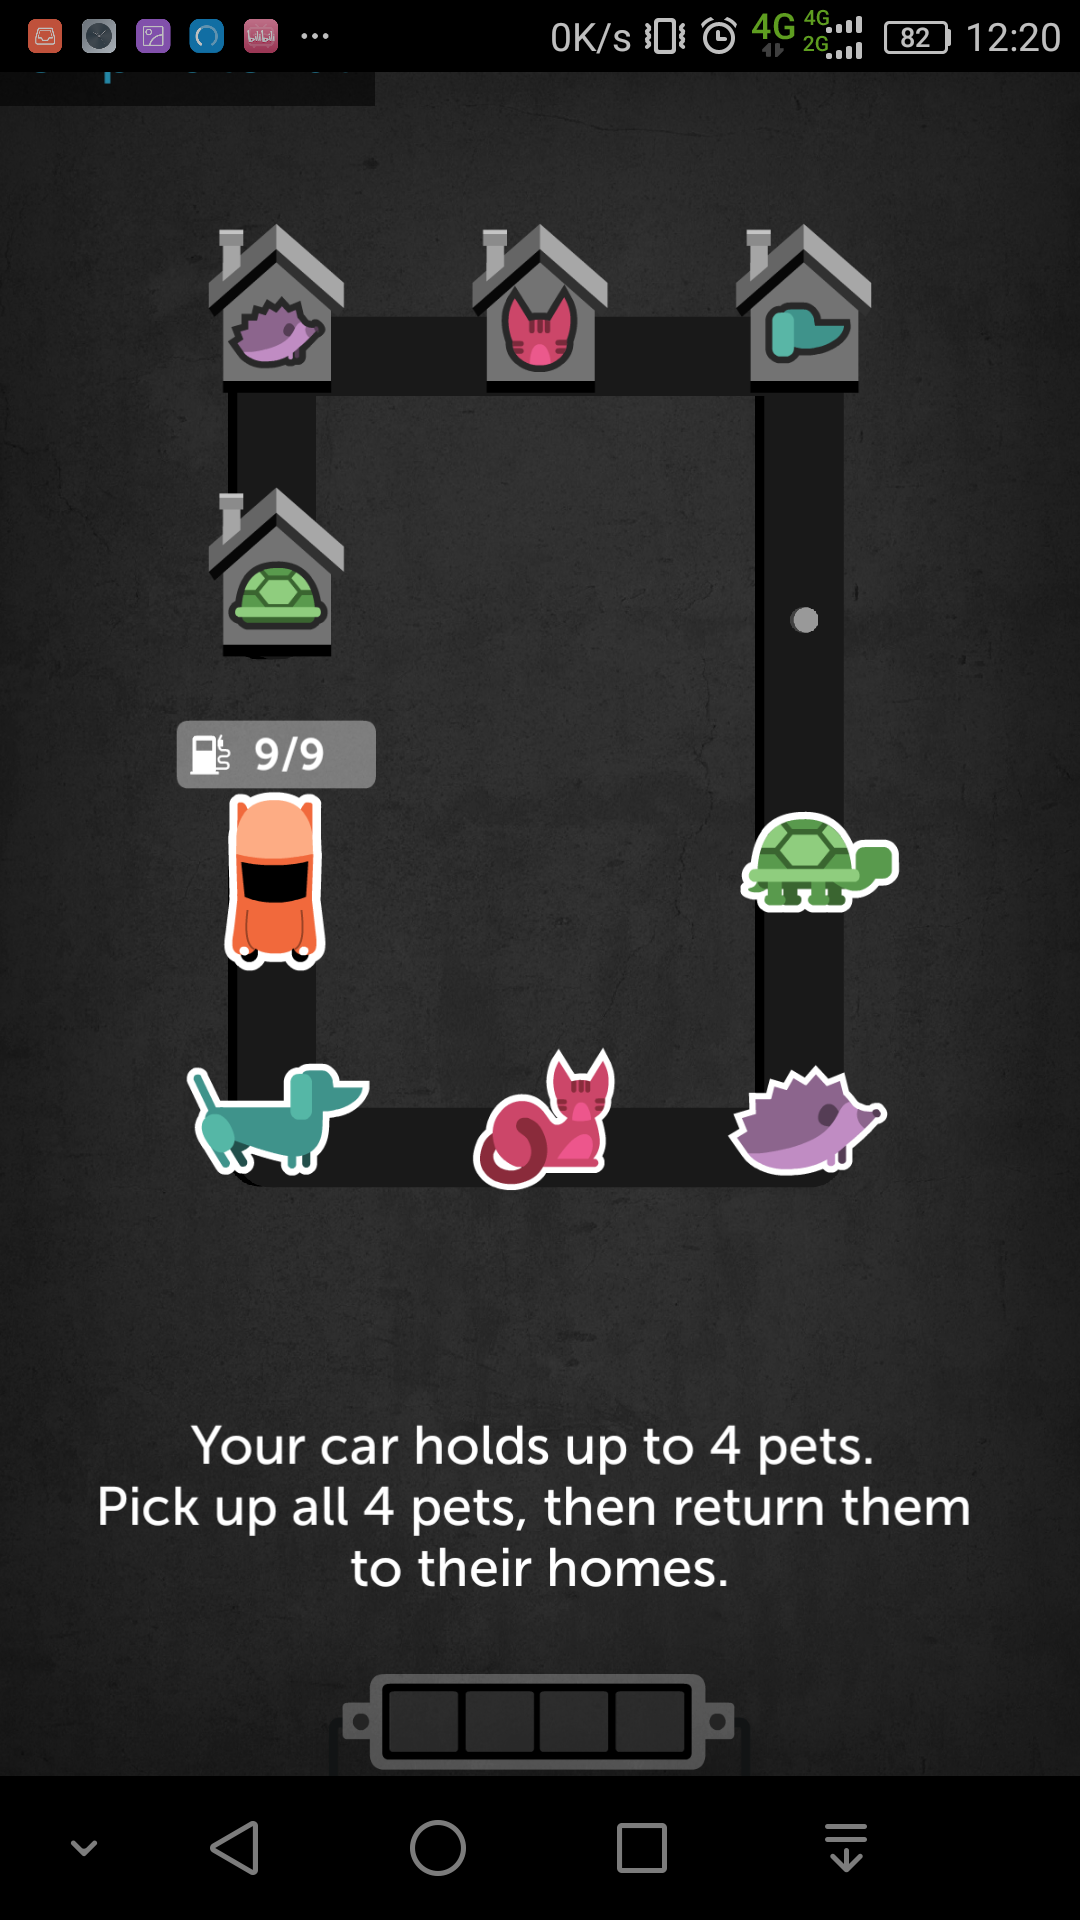 0K/s 4G 4G 2G 82 12:20
9/9
Your car holds up to 4 pets.
Pick up all 4 pets, then return them
to their homes.